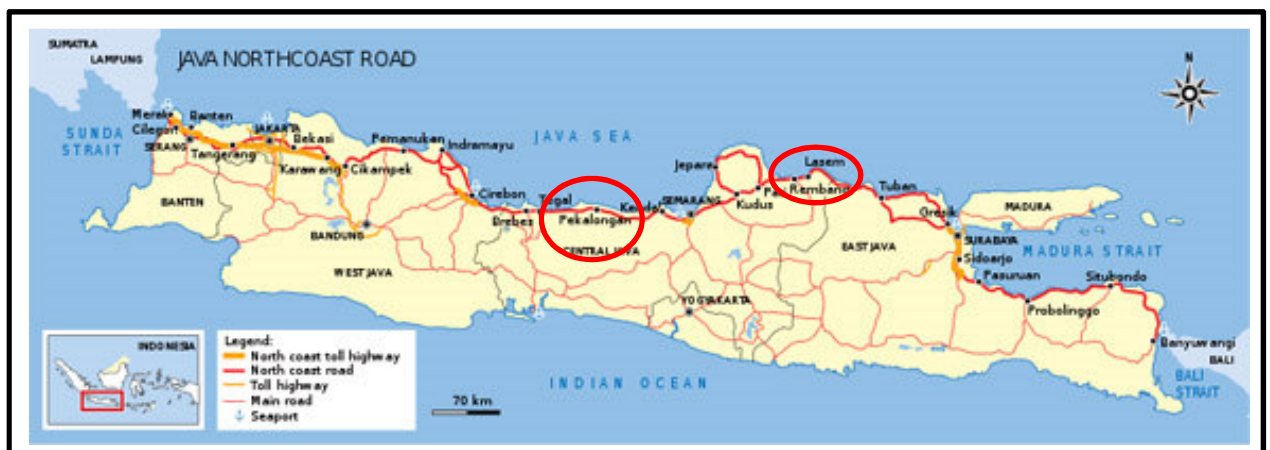 SUMATRA
LAMPUNG
JAVA NORTHCOAST ROAD
N
Merak
Banten
Cilegon
SUNDA
STRAIT
SERANG
JAKARTA
Tangerang
Bekasi
Karawang
Cikampek
Pamanukan
Indramayu
JAVA SEA
Jepara
Lasem
Rembang
Pati
Kudus
Tuban
Cirebon
Tegal
Brebes
Pekalongan
Kendal
SEMARANG
Gresik
MADURA
SURABAYA
MADURA STRAIT
BANTEN
BANDUNG
CENTRAL JAVA
EAST JAVA
Sidoarjo
WEST JAVA
Pasuruan
Situbondo
YOGYAKARTA
Probolinggo
Banyuwangi
BALI
BALI
STRAIT
INDIAN OCEAN
INDONESIA
Legend:
North coast toll highway
North coast road
Toll highway
Main road
Seaport
70 km